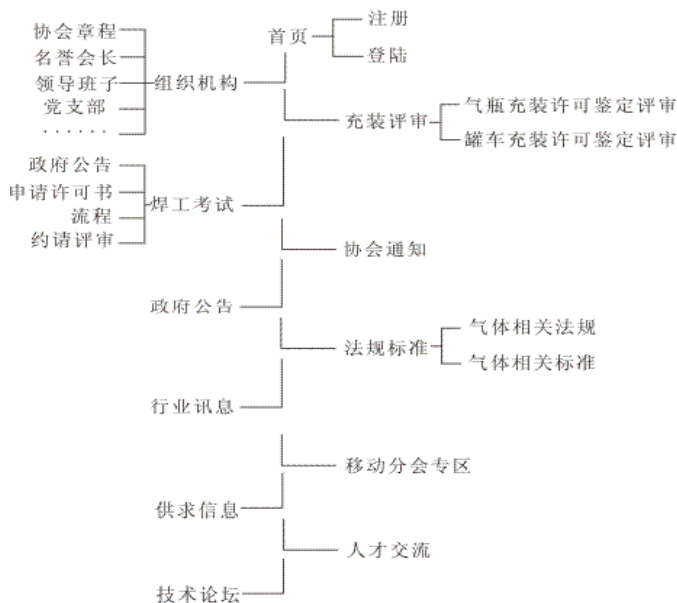 首页
注册
登陆
组织机构
协会章程
名誉会长
领导班子
党支部
······
充装评审
气瓶充装许可鉴定评审
罐车充装许可鉴定评审
焊工考试
政府公告
申请许可书
流程
约请评审
协会通知
政府公告
法规标准
气体相关法规
气体相关标准
行业讯息
移动分会专区
供求信息
人才交流
技术论坛